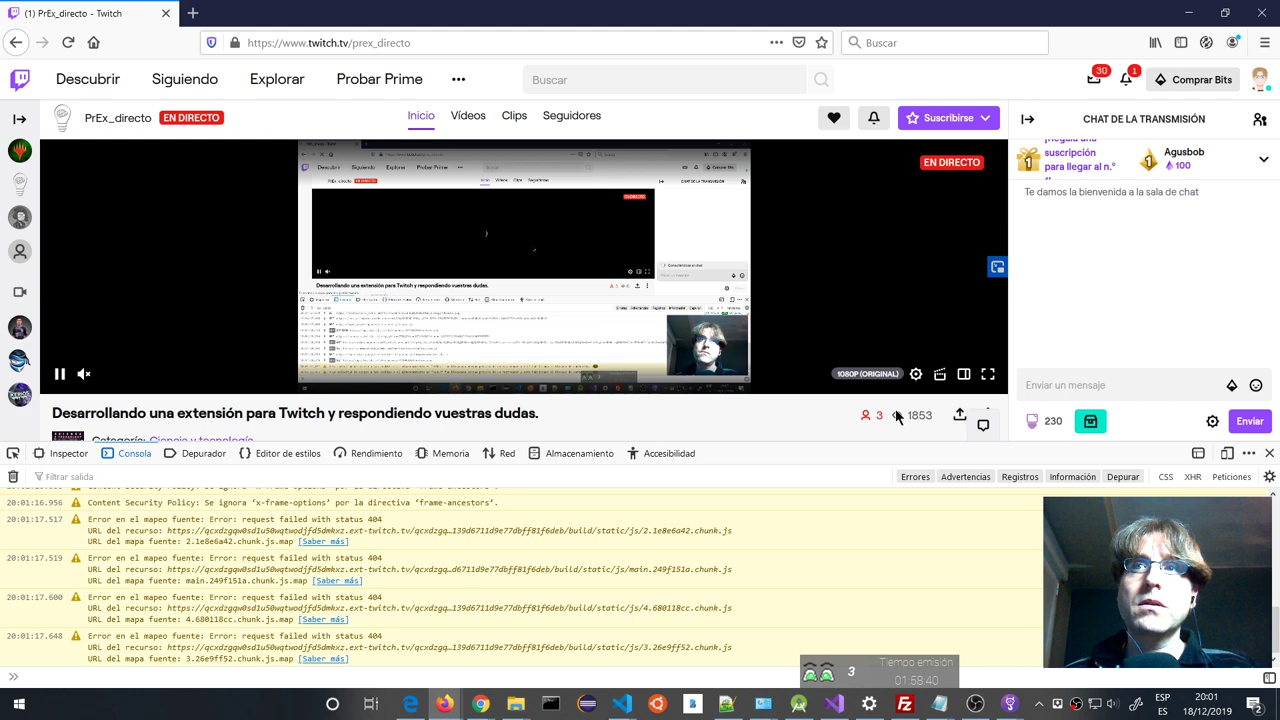 (1) PrEx_directo - Twitch
https://www.twitch.tv/prex_directo
Buscar
Descubrir
Siguiendo
Explorar
Probar Prime
Buscar
30
1
Comprar Bits
PrEx_directo
EN DIRECTO
Inicio
Vídeos
Clips
Seguidores
Suscribirse
CHAT DE LA TRANSMISIÓN
¡Regala una
suscripción
para llegar al n.º
1
1
Agusbob
100
Te damos la bienvenida a la sala de chat
EN DIRECTO
Desarrollando una extensión para Twitch y respondiendo vuestras dudas.
1080P (ORIGINAL)
Enviar un mensaje
Desarrollando una extensión para Twitch y respondiendo vuestras dudas.
3
1853
230
Enviar
Categoría: Ciencia y tecnología
Inspector
Consola
Depurador
Editor de estilos
Rendimiento
Memoria
Red
Almacenamiento
Accesibilidad
Filtrar salida
Errores
Advertencias
Registros
Información
Depurar
CSS
XHR
Peticiones
20:01:16.956 Content Security Policy: Se ignora ‘x-frame-options’ por la directiva ‘frame-ancestors’.
20:01:17.517 Error en el mapeo fuente: Error: request failed with status 404
URL del recurso: https://qcxdzgqw0sd1u50wqtwodjfd5dmkxz.ext-twitch.tv/qcxdzg…139d6711d9e77dbff81f6deb/build/static/js/2.1e8e6a42.chunk.js
URL del mapa fuente: 2.1e8e6a42.chunk.js.map [Saber más]
20:01:17.519 Error en el mapeo fuente: Error: request failed with status 404
URL del recurso: https://qcxdzgqw0sd1u50wqtwodjfd5dmkxz.ext-twitch.tv/qcxdzgq…d6711d9e77dbff81f6deb/build/static/js/main.249f151a.chunk.js
URL del mapa fuente: main.249f151a.chunk.js.map [Saber más]
20:01:17.600 Error en el mapeo fuente: Error: request failed with status 404
URL del recurso: https://qcxdzgqw0sd1u50wqtwodjfd5dmkxz.ext-twitch.tv/qcxdzg…139d6711d9e77dbff81f6deb/build/static/js/4.680118cc.chunk.js
URL del mapa fuente: 4.680118cc.chunk.js.map [Saber más]
20:01:17.648 Error en el mapeo fuente: Error: request failed with status 404
URL del recurso: https://qcxdzgqw0sd1u50wqtwodjfd5dmkxz.ext-twitch.tv/qcxdzg…139d6711d9e77dbff81f6deb/build/static/js/3.26e9ff52.chunk.js
URL del mapa fuente: 3.26e9ff52.chunk.js.map [Saber más]
3
Tiempo emisión
01:58:40
ESP
ES
20:01
18/12/2019